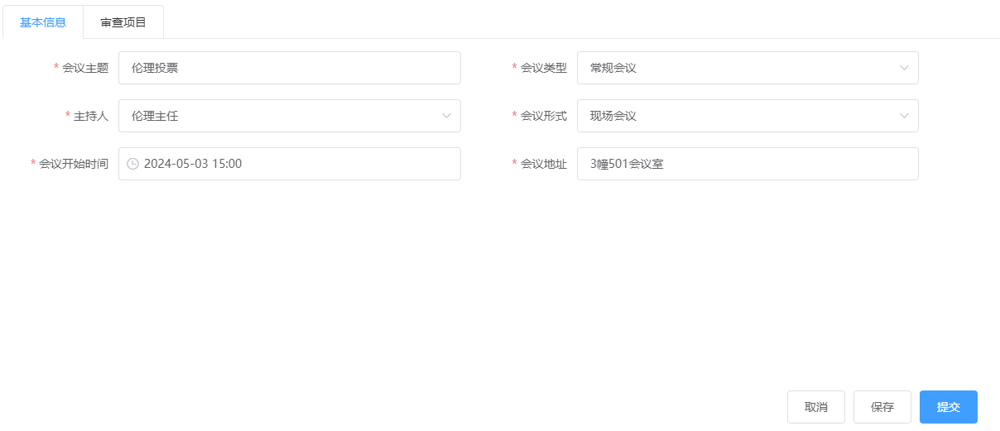 基本信息 审查项目
* 会议主题 伦理投票 * 会议类型 常规会议
* 主持人 伦理主任 * 会议形式 现场会议
* 会议开始时间 2024-05-03 15:00 * 会议地址 3幢501会议室
取消 保存 提交